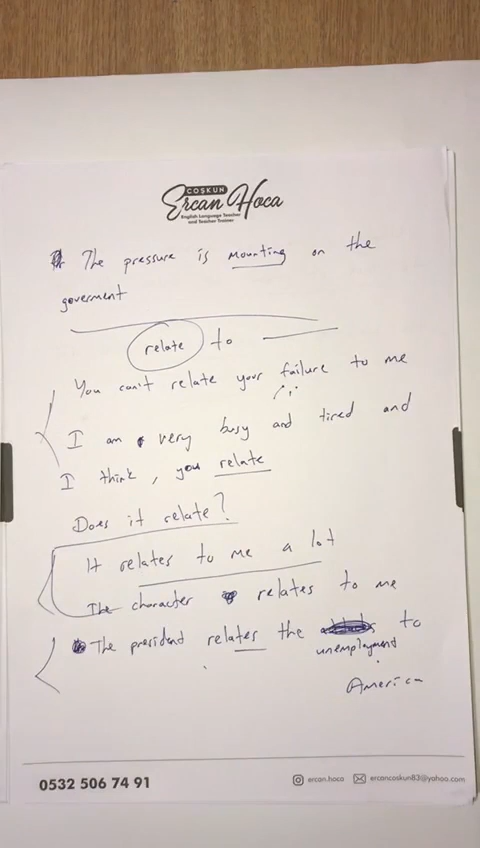 COSKUN
Ercan Hoca
English Language Teacher
and Teacher Trainer
The pressure is mounting on the
goverment
relate to
You can't relate your failure to me
I am very busy and tired and
I think, you relate
Does it relate?
It relates to me a lot
The character relates to me
The president relates the to
unemployment
America
0532 506 74 91
ercan.hoca
ercancoskun83@yahoo.com